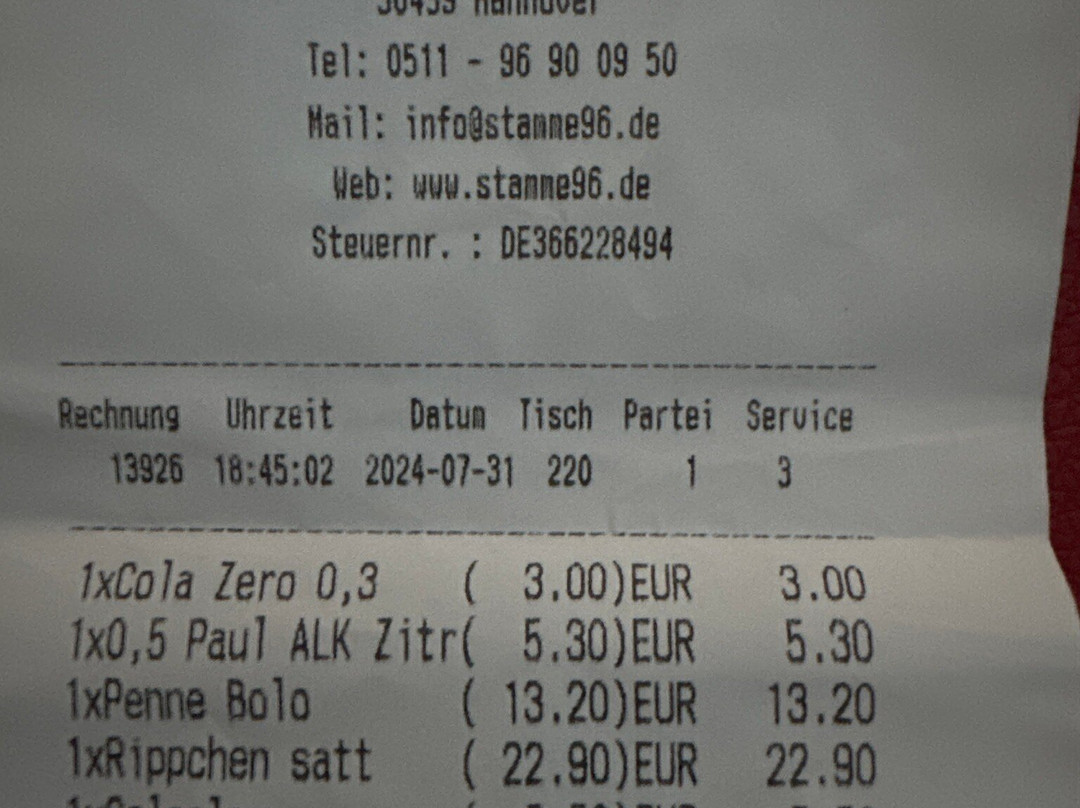 30459 Hannover
Tel: 0511 - 96 90 09 50
Mail: info@stamme96.de
Web: www.stamme96.de
Steuernr. : DE366228494
Rechnung Uhrzeit Datum Tisch Partei Service
13926 18:45:02 2024-07-31 220 1 3
1xCola Zero 0,3 ( 3.00)EUR 3.00
1x0,5 Paul ALK Zitr( 5.30)EUR 5.30
1xPenne Bolo ( 13.20)EUR 13.20
1xRippchen satt ( 22.90)EUR 22.90